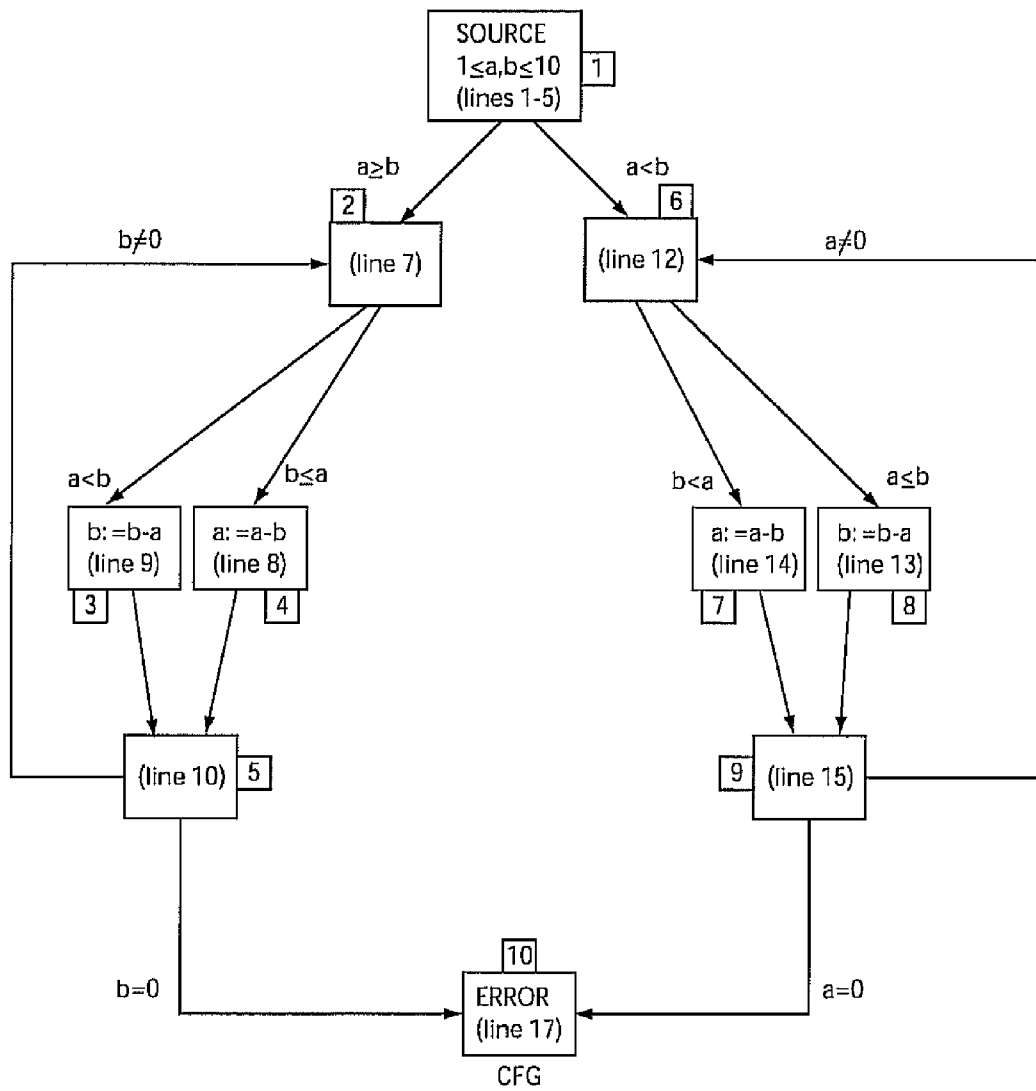 SOURCE
1≤a,b≤10
(lines 1-5)
1
a≥b
a<b
2
6
b≠0
(line 7)
(line 12)
a≠0
a<b
b≤a
b<a
a≤b
b:=b-a
(line 9)
a:=a-b
(line 8)
a:=a-b
(line 14)
b:=b-a
(line 13)
3
4
7
8
(line 10)
5
9
(line 15)
b=0
10
a=0
ERROR
(line 17)
CFG